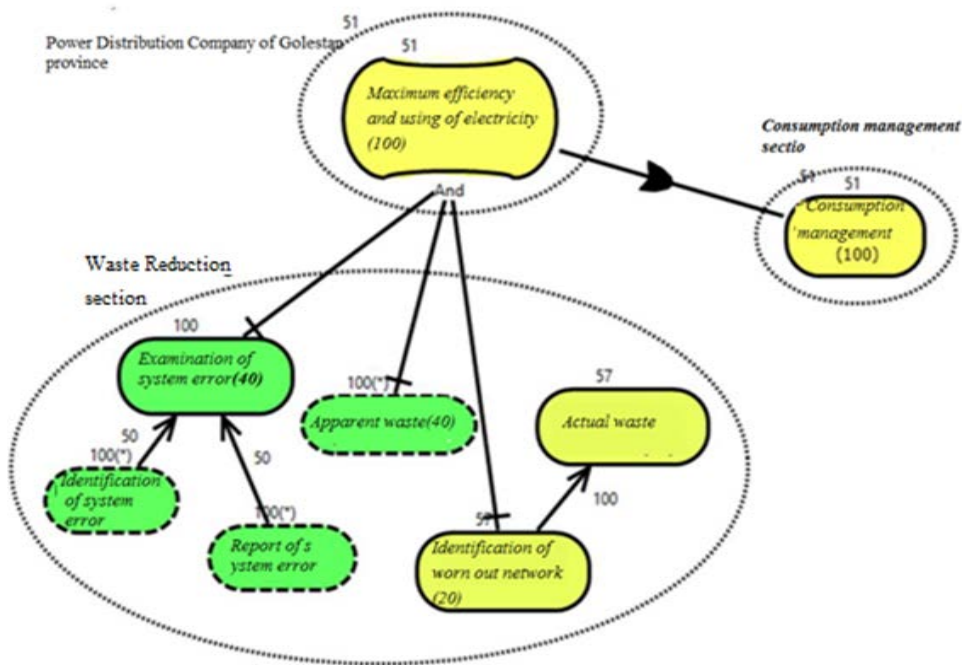 51
Power Distribution Company of Golestan
province
51
Maximum efficiency
and using of electricity
(100)
And
Consumption management
sectio
51
51
Consumption
management
(100)
Waste Reduction
section
100
Examination of
system error(40)
100(*)
Apparent waste(40)
57
Actual waste
50
100(*)
Identification
of system
error
50
100(*)
Report of s
ystem error
100
57
Identification of
worn out network
(20)